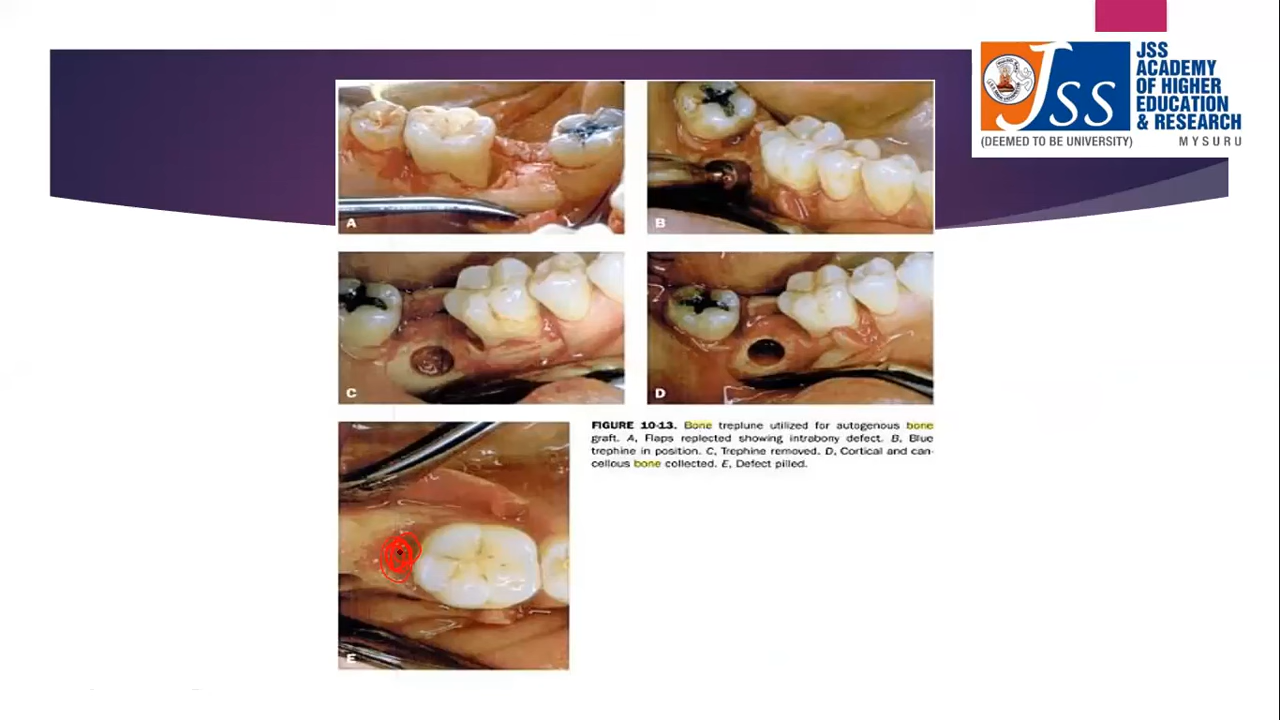 JSS
JSS
ACADEMY
OF HIGHER
EDUCATION
& RESEARCH
(DEEMED TO BE UNIVERSITY) MYSURU
A
B
C
D
FIGURE 10-13. Bone treplune utilized for autogenous bone
graft. A, Flaps replected showing intrabony defect. B, Blue
trephine in position. C, Trephine removed. D, Cortical and can-
cellous bone collected. E, Defect pilled.
E